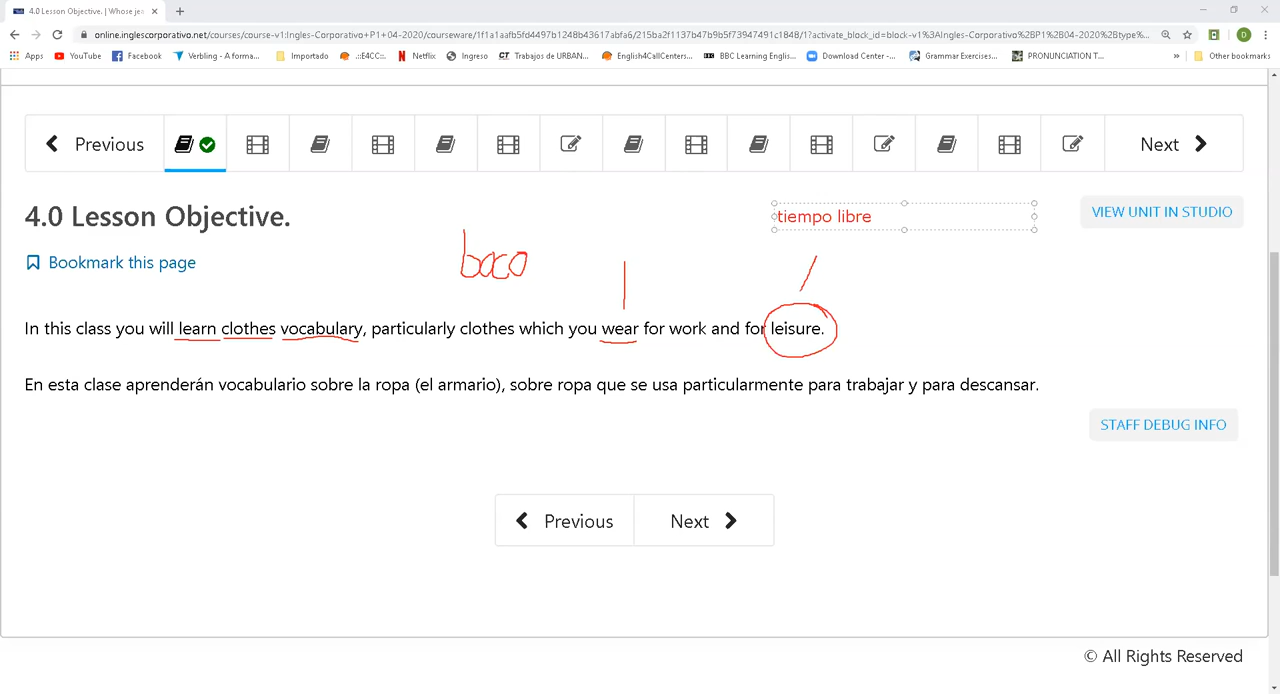 4.0 Lesson Objective. | Whose jea
online.inglescorporativo.net/courses/course-v1:Ingles-Corporativo+P1+04-2020/courseware/1f1a1aafb5fd4497b1248b43617abfa6/215ba2f1137b47b9b5f73947491c1848/1?activate_block_id=block-v1%3AIngles-Corporativo%2BP1%2B04-2020%2Btype%...
Apps YouTube Facebook Verbling - A forma... Importado .::E4CC::. Netflix Ingreso CT Trabajos de URBAN... English4CallCenters... BBC BBC Learning Englis... Download Center -... Grammar Exercises... PRONUNCIATION T... » Other bookmarks
Previous Next
4.0 Lesson Objective.
tiempo libre
VIEW UNIT IN STUDIO
Bookmark this page
boco
In this class you will learn clothes vocabulary, particularly clothes which you wear for work and for leisure.
En esta clase aprenderán vocabulario sobre la ropa (el armario), sobre ropa que se usa particularmente para trabajar y para descansar.
STAFF DEBUG INFO
Previous Next
© All Rights Reserved